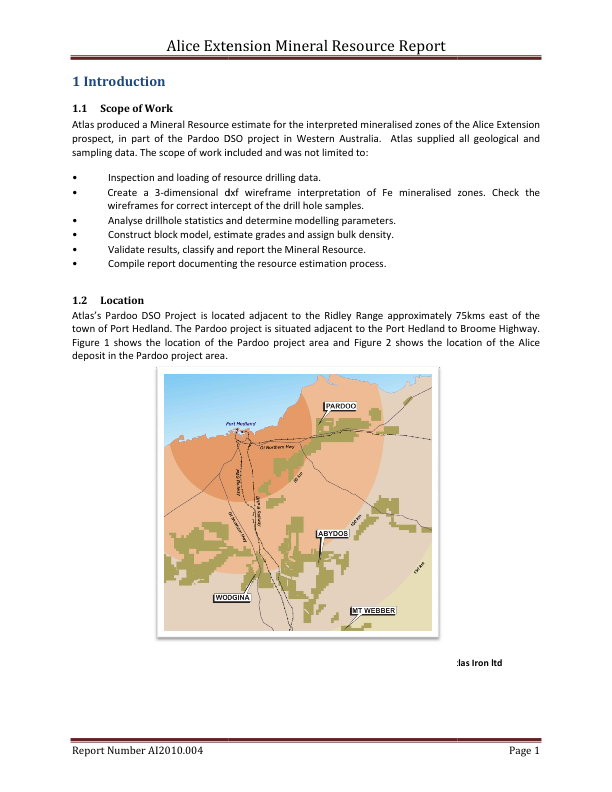 Alice Extension Mineral Resource Report
1 Introduction
1.1 Scope of Work
Atlas produced a Mineral Resource estimate for the interpreted mineralised zones of the Alice Extension
prospect, in part of the Pardoo DSO project in Western Australia. Atlas supplied all geological and
sampling data. The scope of work included and was not limited to:
• Inspection and loading of resource drilling data.
• Create a 3-dimensional dxf wireframe interpretation of Fe mineralised zones. Check the
wireframes for correct intercept of the drill hole samples.
• Analyse drillhole statistics and determine modelling parameters.
• Construct block model, estimate grades and assign bulk density.
• Validate results, classify and report the Mineral Resource.
• Compile report documenting the resource estimation process.
1.2 Location
Atlas's Pardoo DSO Project is located adjacent to the Ridley Range approximately 75kms east of the
town of Port Hedland. The Pardoo project is situated adjacent to the Port Hedland to Broome Highway.
Figure 1 shows the location of the Pardoo project area and Figure 2 shows the location of the Alice
deposit in the Pardoo project area.
PARDOO
Port Hedland
Gt Northern Hwy
50 km
100 km
ABYDOS
150 km
WODGINA
MT WEBBER
las Iron ltd
Report Number AI2010.004 Page 1